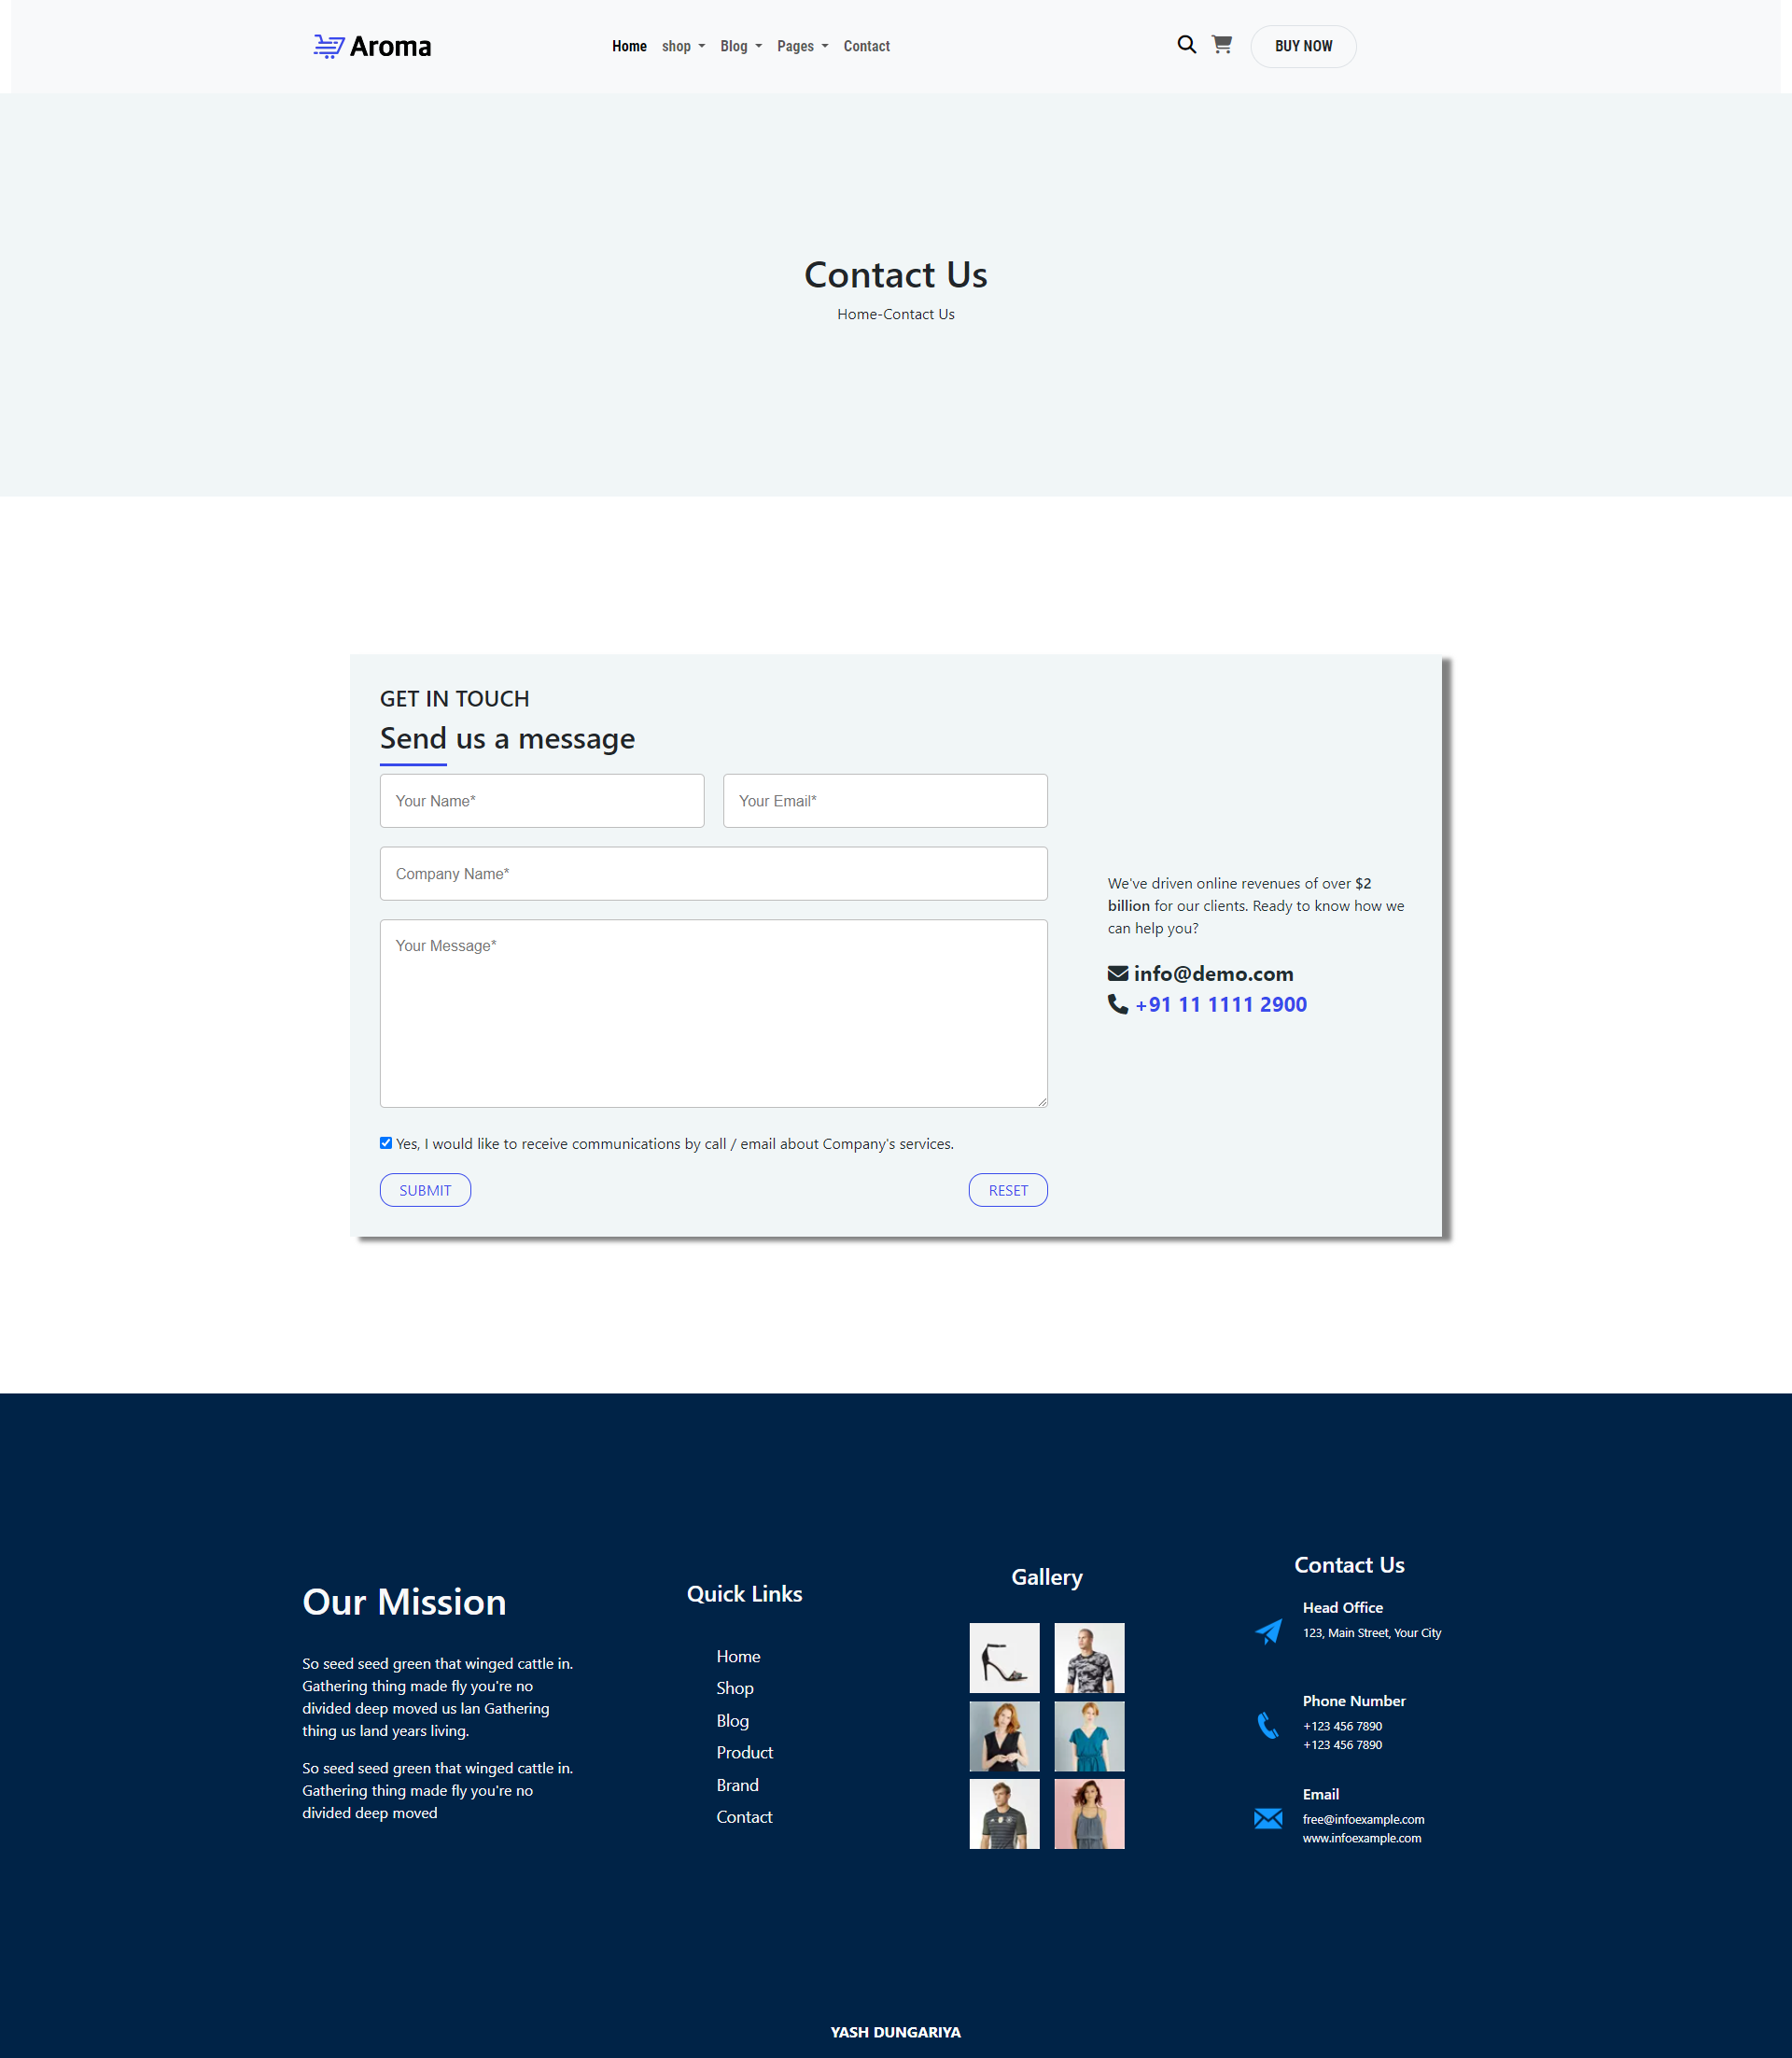 Aroma
Home shop Blog Pages Contact
BUY NOW
Contact Us
Home-Contact Us
GET IN TOUCH
Send us a message
Your Name*
Your Email*
Company Name*
Your Message*
Yes, I would like to receive communications by call / email about Company's services.
SUBMIT
RESET
We've driven online revenues of over $2
billion for our clients. Ready to know how we
can help you?
info@demo.com
+91 11 1111 2900
Our Mission
So seed seed green that winged cattle in.
Gathering thing made fly you're no
divided deep moved us lan Gathering
thing us land years living.
So seed seed green that winged cattle in.
Gathering thing made fly you're no
divided deep moved
Quick Links
Home
Shop
Blog
Product
Brand
Contact
Gallery
Contact Us
Head Office
123, Main Street, Your City
Phone Number
+123 456 7890
+123 456 7890
Email
free@infoexample.com
www.infoexample.com
YASH DUNGARIYA